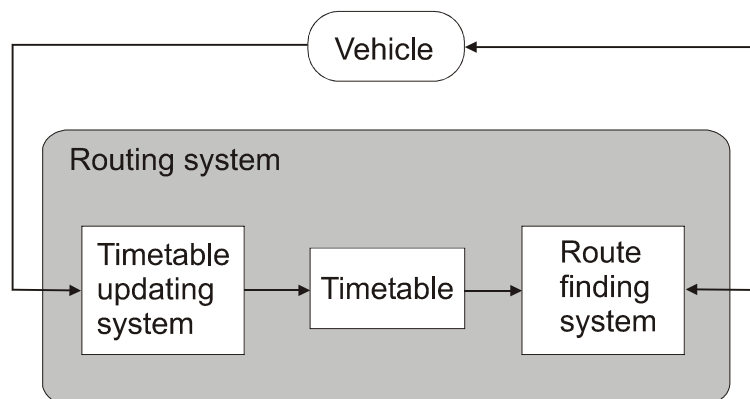 Vehicle
Routing system
Timetable
updating
system
Timetable
Route
finding
system